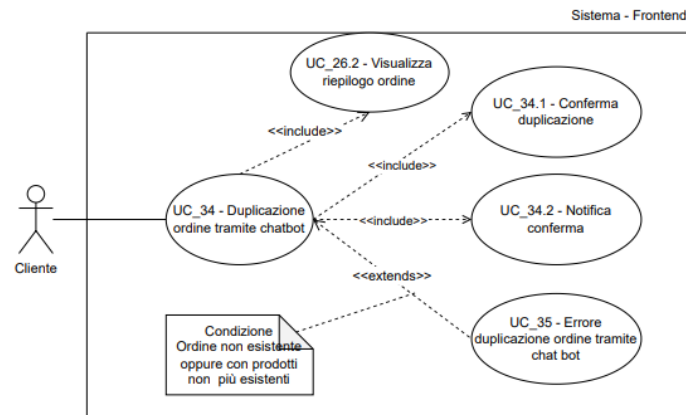 Sistema - Frontend
UC_26.2 - Visualizza
riepilogo ordine
UC_34.1 - Conferma
duplicazione
<<include>>
<<include>>
UC_34 - Duplicazione
ordine tramite chatbot
<<include>>
UC_34.2 - Notifica
conferma
Cliente
<<extends>>
Condizione
Ordine non esistente
oppure con prodotti
non più esistenti
UC_35 - Errore
duplicazione ordine tramite
chat bot